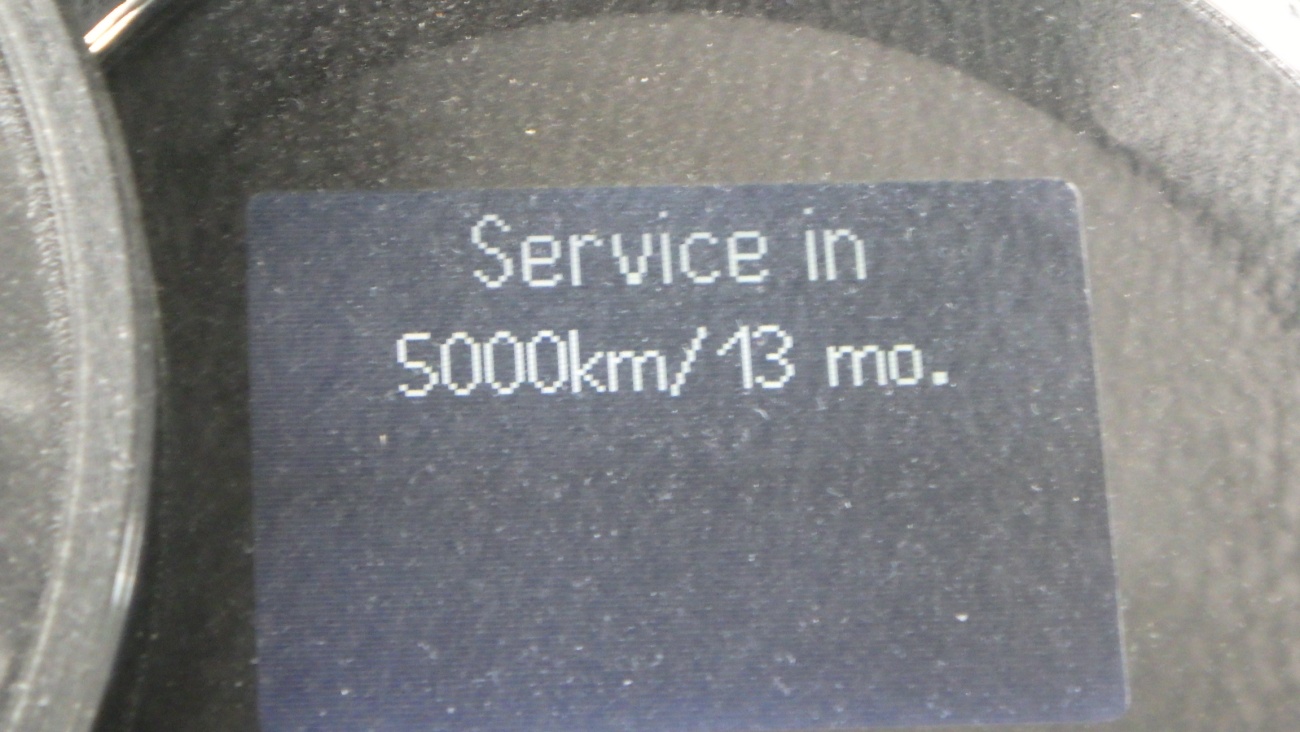 Service in
5000km/13 mo.